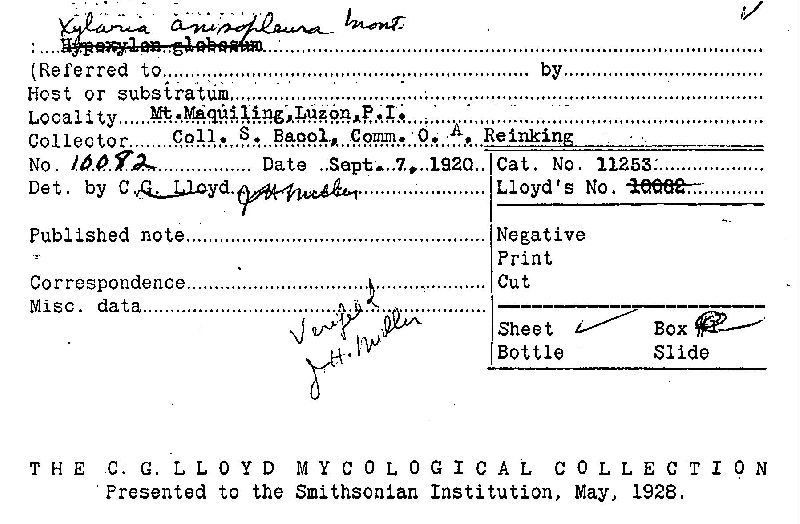 Xylaria anisopleura Mont.
: Hypoxylon globosum
(Referred to by
Host or substratum
Locality Mt.Maquiling,Luzon,P.I.
Collector Coll. S. Bacol, Comm. O. A. Reinking
No. 10082 Date Sept. 7, 1920
Cat. No. 11253
Det. by C.G. Lloyd J H Miller
Lloyd's No. 10082
Published note
Negative
Print
Correspondence
Cut
Misc. data
Verified
J.H. Miller
Sheet ✓ Box
Bottle Slide
THE C. G. LLOYD MYCOLOGICAL COLLECTION
Presented to the Smithsonian Institution, May, 1928.